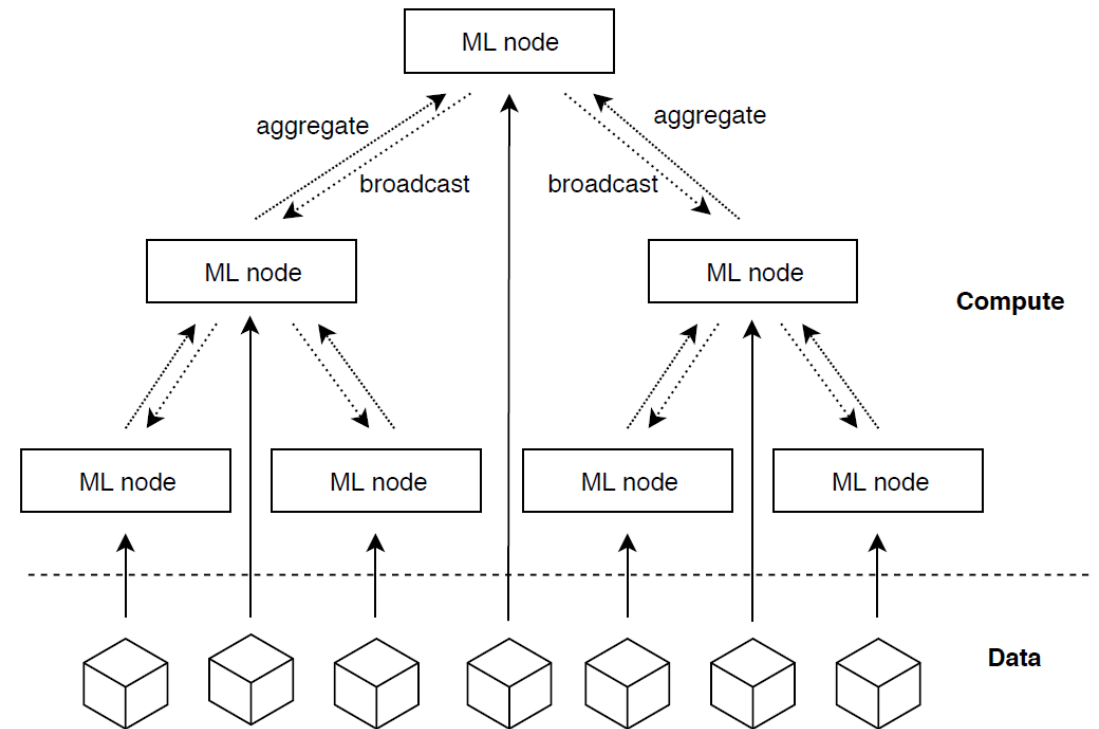 ML node
aggregate
aggregate
broadcast
broadcast
ML node
ML node
Compute
ML node
ML node
ML node
ML node
Data